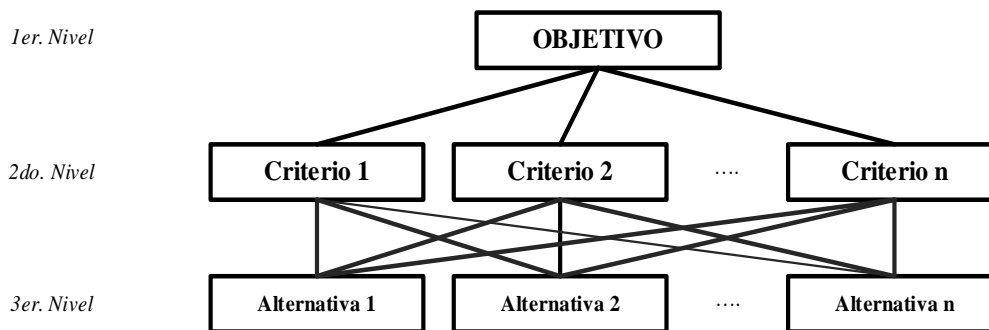 1er. Nivel OBJETIVO
2do. Nivel Criterio 1 Criterio 2 .... Criterio n
3er. Nivel Alternativa 1 Alternativa 2 .... Alternativa n